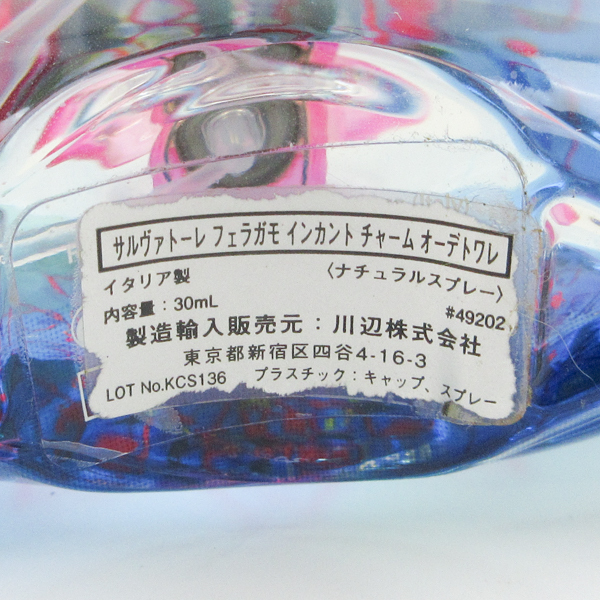 サルヴァトーレ フェラガモ インカント チャーム オーデトワレ
イタリア製 〈ナチュラルスプレー〉
内容量：30mL #49202
製造輸入販売元：川辺株式会社
東京都新宿区四谷4-16-3
LOT No.KCS136 プラスチック：キャップ、スプレー